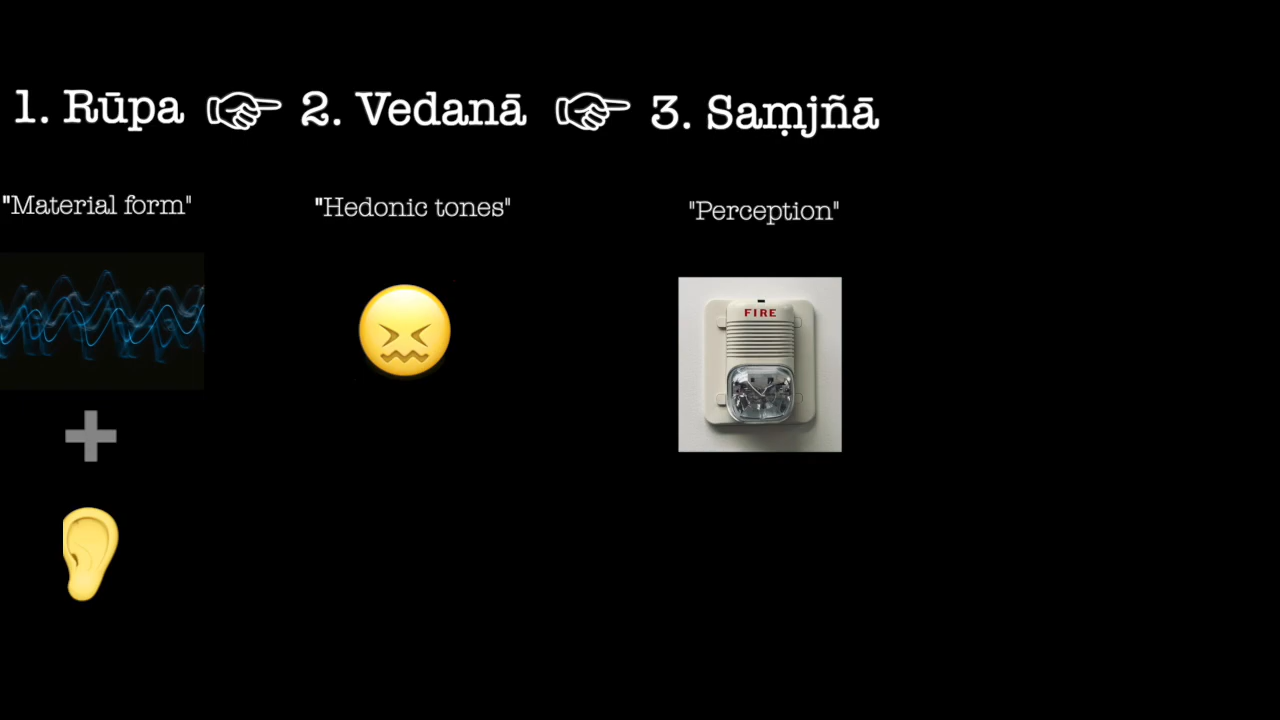 1. Rūpa 👉 2. Vedanā 👉 3. Saṃjñā
"Material form" "Hedonic tones" "Perception"
FIRE